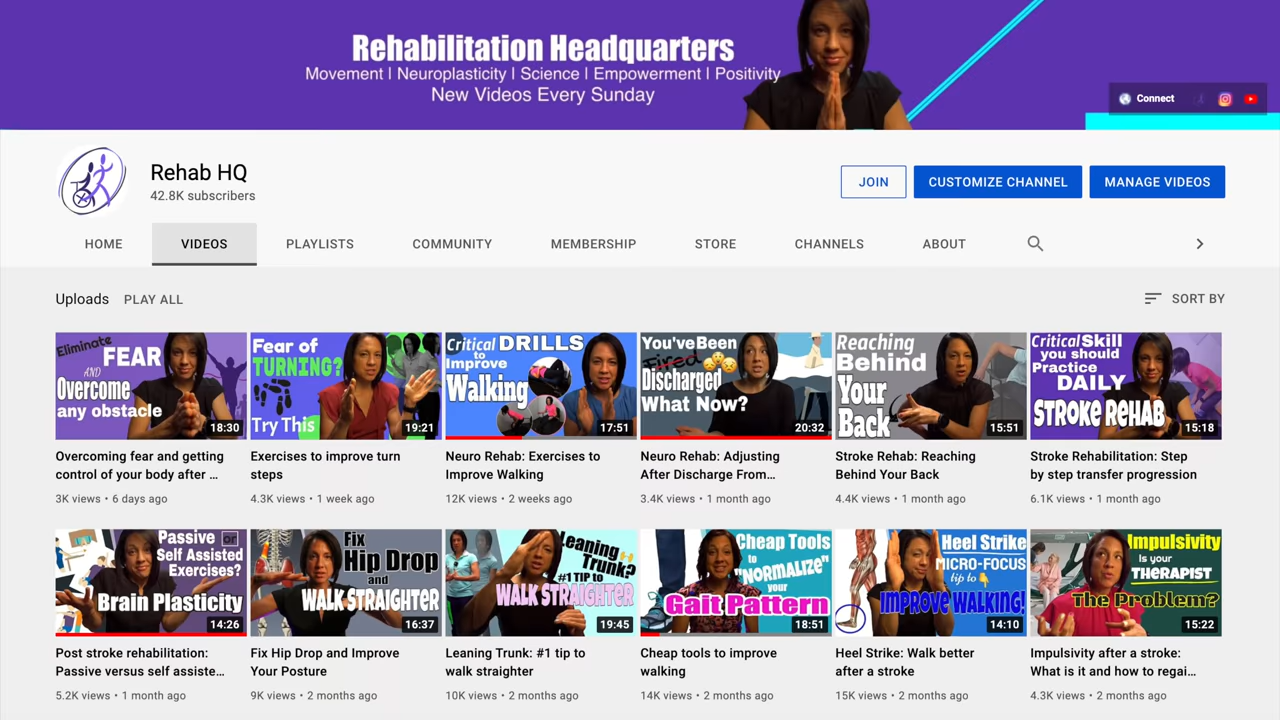 Rehabilitation Headquarters
Movement | Neuroplasticity | Science | Empowerment | Positivity
New Videos Every Sunday
Connect
Rehab HQ
42.8K subscribers
JOIN
CUSTOMIZE CHANNEL
MANAGE VIDEOS
HOME
VIDEOS
PLAYLISTS
COMMUNITY
MEMBERSHIP
STORE
CHANNELS
ABOUT
Uploads
PLAY ALL
SORT BY
Eliminate
FEAR
AND
Overcome
any obstacle
18:30
Fear of
TURNING?
Try This
19:21
Critical DRILLS
to
Improve
Walking
17:51
You've Been
Fired
Discharged
What Now?
20:32
Reaching
Behind
Your
Back
15:51
Critical Skill
you should
Practice
DAILY
STROKE REHAB
15:18
Overcoming fear and getting
control of your body after ...
3K views • 6 days ago
Exercises to improve turn
steps
4.3K views • 1 week ago
Neuro Rehab: Exercises to
Improve Walking
12K views • 2 weeks ago
Neuro Rehab: Adjusting
After Discharge From...
3.4K views • 1 month ago
Stroke Rehab: Reaching
Behind Your Back
4.4K views • 1 month ago
Stroke Rehabilitation: Step
by step transfer progression
6.1K views • 1 month ago
Passive or
Self Assisted
Exercises?
Brain Plasticity
14:26
Fix
Hip Drop
and
WALK STRAIGHTER
16:37
Leaning
Trunk?
#1 TIP to
WALK STRAIGHTER
19:45
Cheap Tools
to
"NORMALIZE"
your
Gait Pattern
18:51
Heel Strike
MICRO-FOCUS
tip to
IMPROVE WALKING!
14:10
Impulsivity
Is your
THERAPIST
The Problem?
15:22
Post stroke rehabilitation:
Passive versus self assiste...
5.2K views • 1 month ago
Fix Hip Drop and Improve
Your Posture
9K views • 2 months ago
Leaning Trunk: #1 tip to
walk straighter
10K views • 2 months ago
Cheap tools to improve
walking
14K views • 2 months ago
Heel Strike: Walk better
after a stroke
15K views • 2 months ago
Impulsivity after a stroke:
What is it and how to regai...
4.3K views • 2 months ago